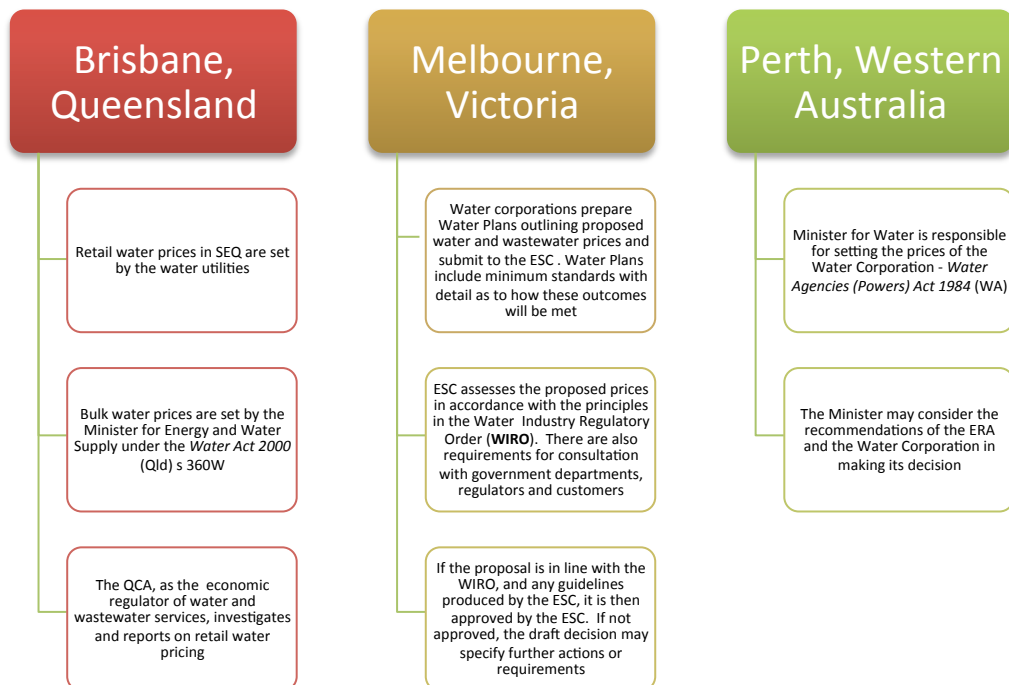 Brisbane,
Queensland
Retail water prices in SEQ are set
by the water utilities
Bulk water prices are set by the
Minister for Energy and Water
Supply under the Water Act 2000
(Qld) s 360W
The QCA, as the economic
regulator of water and
wastewater services, investigates
and reports on retail water
pricing
Melbourne,
Victoria
Water corporations prepare
Water Plans outlining proposed
water and wastewater prices and
submit to the ESC . Water Plans
include minimum standards with
detail as to how these outcomes
will be met
ESC assesses the proposed prices
in accordance with the principles
in the Water Industry Regulatory
Order (WIRO). There are also
requirements for consultation
with government departments,
regulators and customers
If the proposal is in line with the
WIRO, and any guidelines
produced by the ESC, it is then
approved by the ESC. If not
approved, the draft decision may
specify further actions or
requirements
Perth, Western
Australia
Minister for Water is responsible
for setting the prices of the
Water Corporation - Water
Agencies (Powers) Act 1984 (WA)
The Minister may consider the
recommendations of the ERA
and the Water Corporation in
making its decision